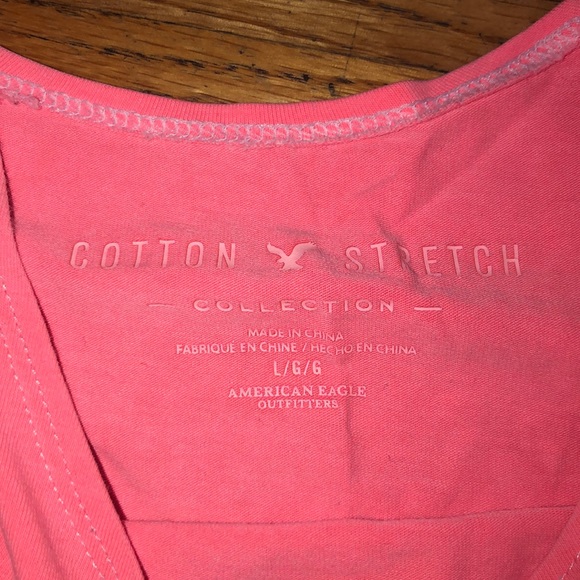 COTTON STRETCH
COLLECTION
MADE IN CHINA
FABRIQUE EN CHINE / HECHO EN CHINA
L/G/G
AMERICAN EAGLE
OUTFITTERS